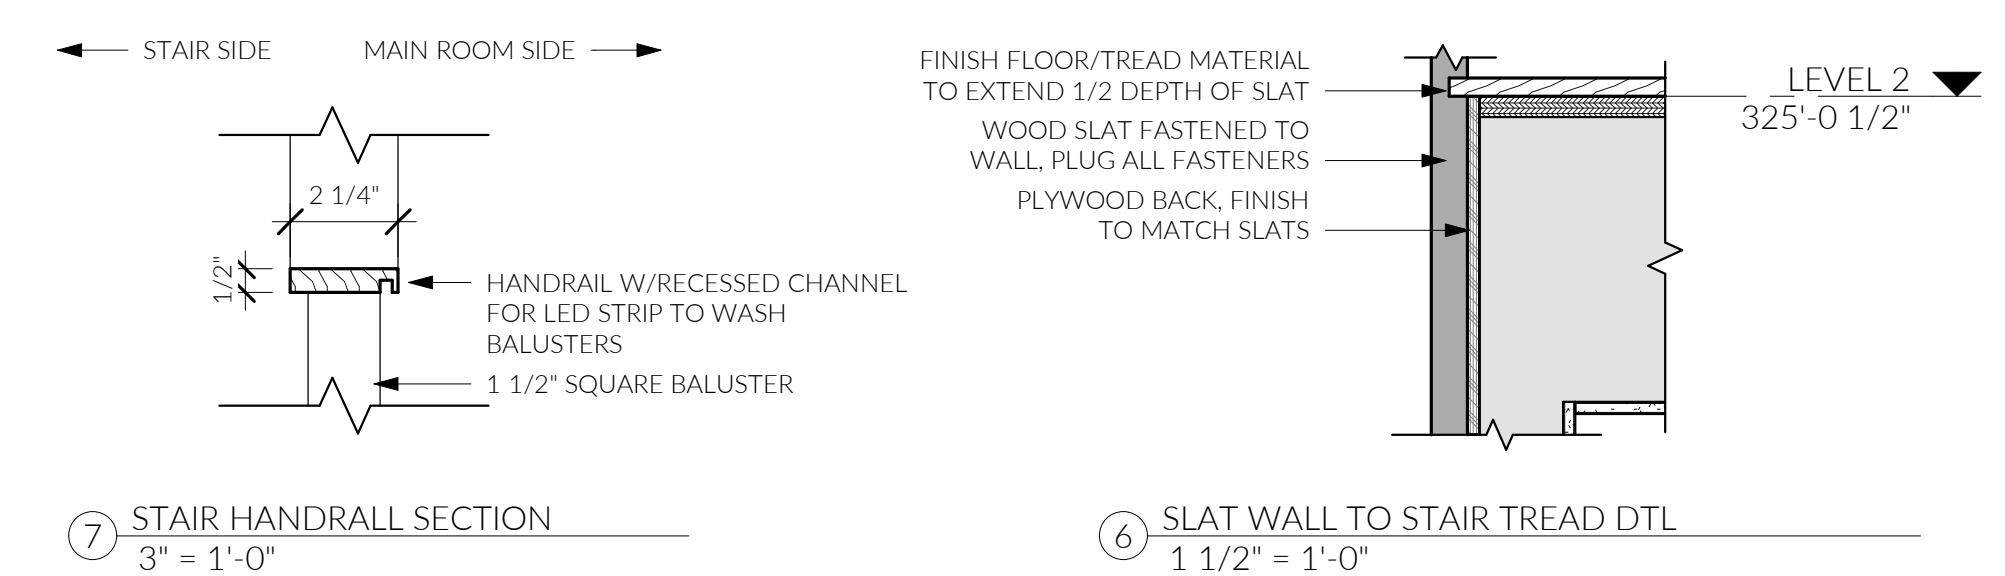 STAIR SIDE
MAIN ROOM SIDE
2 1/4"
1/2"
HANDRAIL W/RECESSED CHANNEL
FOR LED STRIP TO WASH
BALUSTERS
1 1/2" SQUARE BALUSTER
7
STAIR HANDRALL SECTION
3" = 1'-0"
FINISH FLOOR/TREAD MATERIAL
TO EXTEND 1/2 DEPTH OF SLAT
WOOD SLAT FASTENED TO
WALL, PLUG ALL FASTENERS
PLYWOOD BACK, FINISH
TO MATCH SLATS
LEVEL 2
325'-0 1/2"
6
SLAT WALL TO STAIR TREAD DTL
1 1/2" = 1'-0"